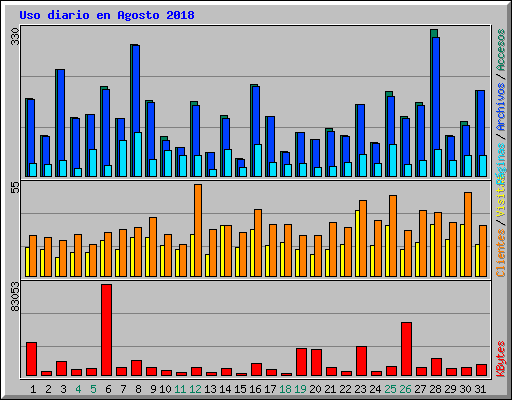 Uso diario en Agosto 2018
330
55
83053
Clientes / visitas
Páginas / Archivos / Accesos
KBytes
1 2 3 4 5 6 7 8 9 10 11 12 13 14 15 16 17 18 19 20 21 22 23 24 25 26 27 28 29 30 31